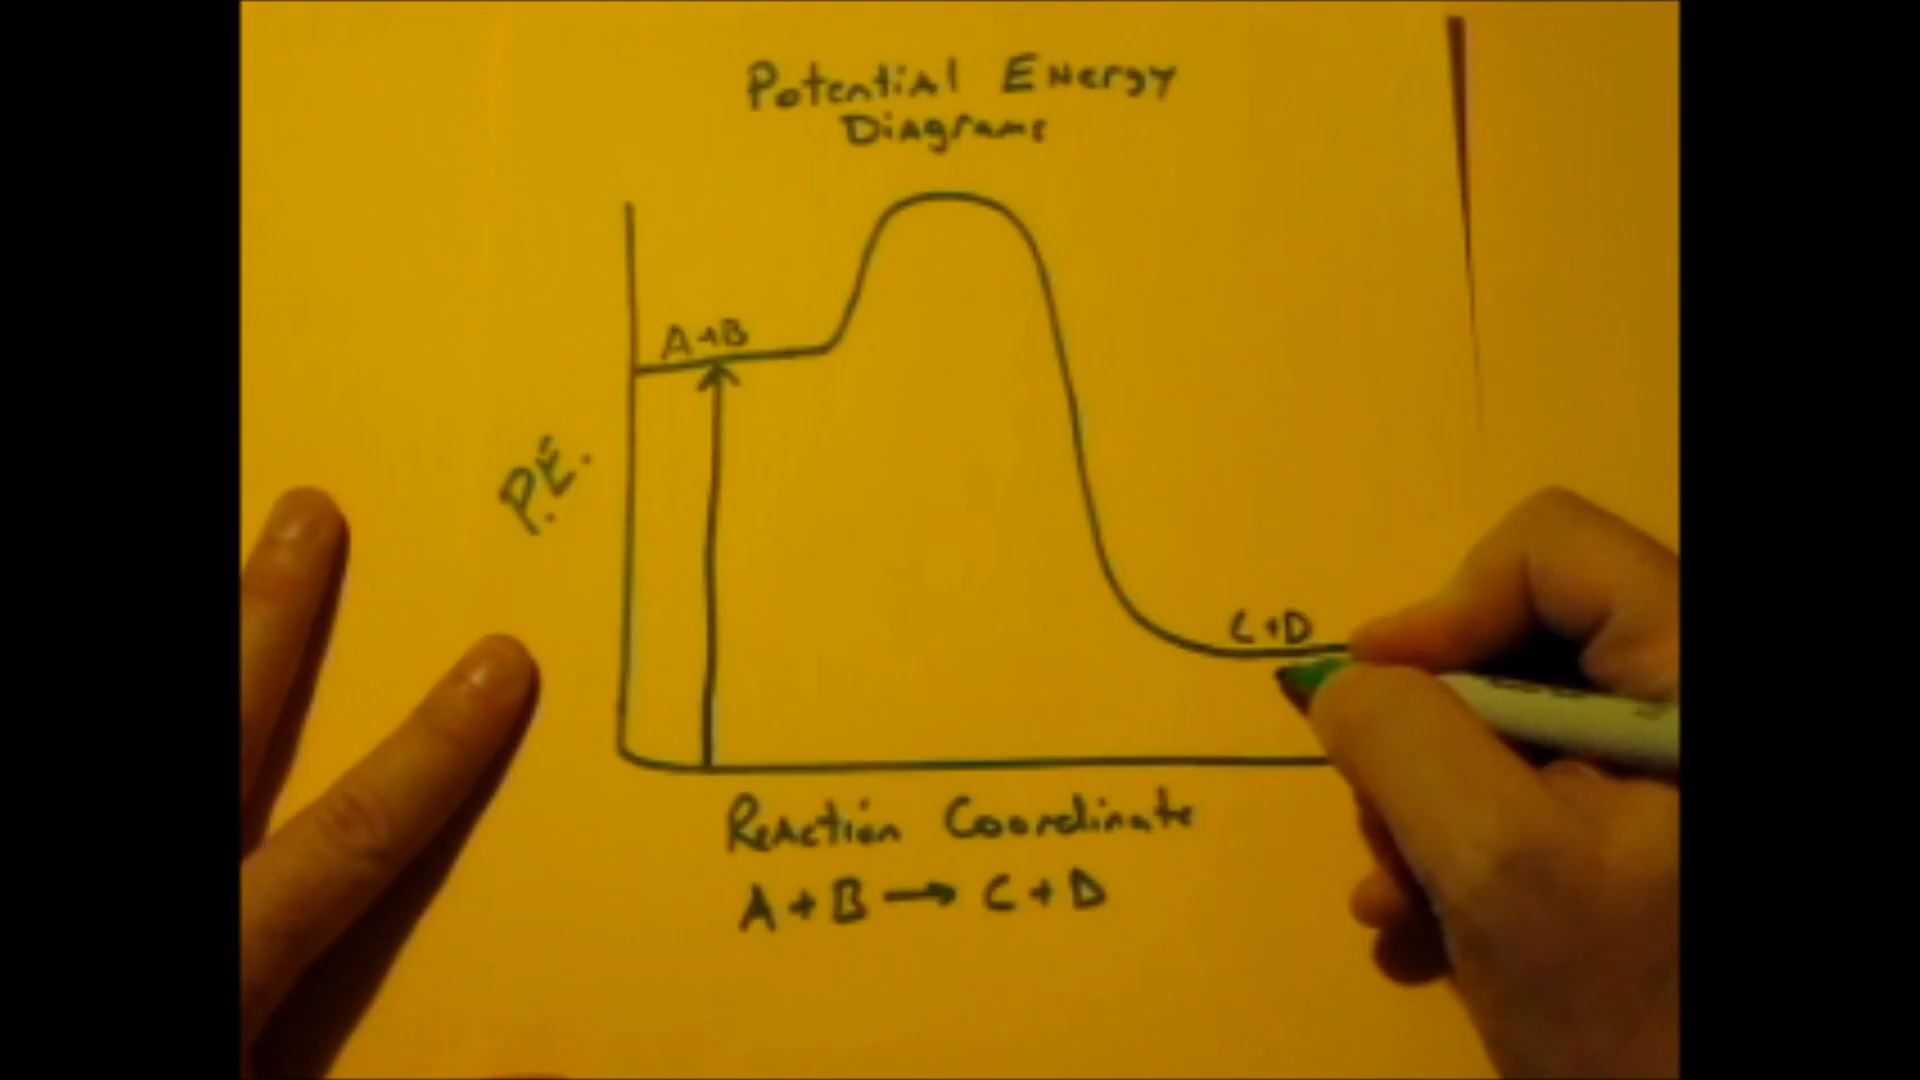 Potential Energy
Diagrams
A+B
P.E.
C+D
Reaction Coordinate
A + B → C + D